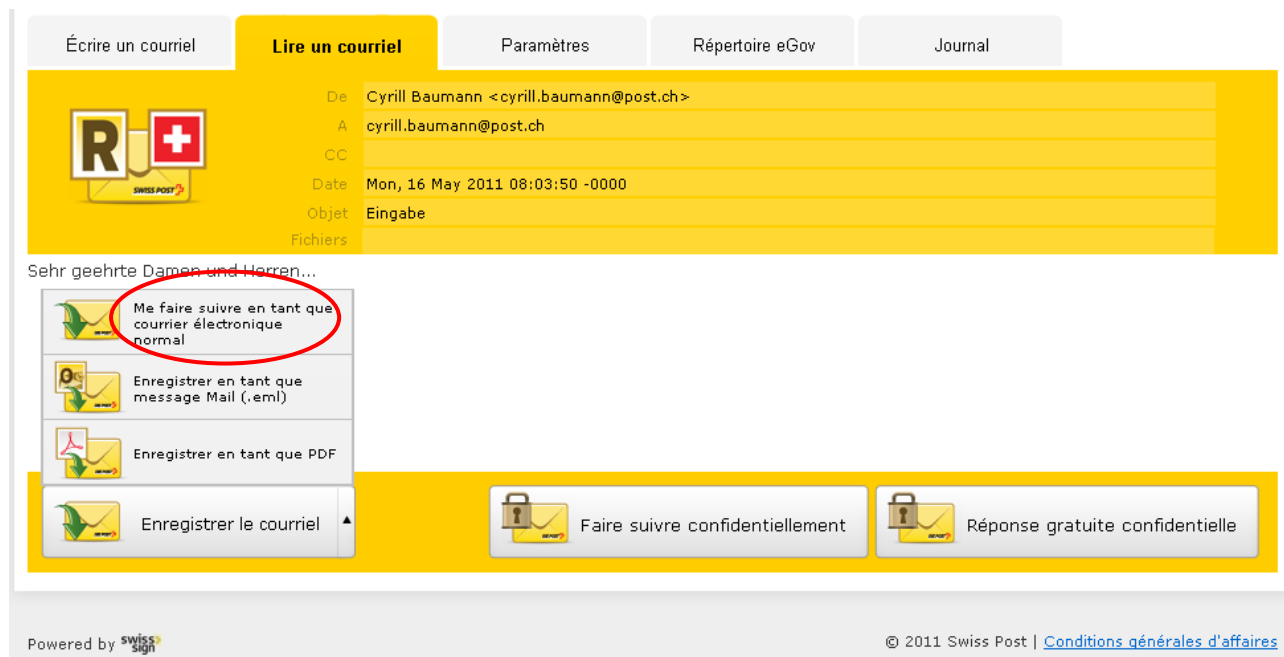 Écrire un courriel
Lire un courriel
Paramètres
Répertoire eGov
Journal
De Cyrill Baumann <cyrill.baumann@post.ch>
A cyrill.baumann@post.ch
CC
Date Mon, 16 May 2011 08:03:50 -0000
Objet Eingabe
Fichiers
R
SWISS POST
Sehr geehrte Damen und Herren...
Me faire suivre en tant que
courrier électronique
normal
Enregistrer en tant que
message Mail (.eml)
Enregistrer en tant que PDF
Enregistrer le courriel
Faire suivre confidentiellement
Réponse gratuite confidentielle
Powered by swiss sign
© 2011 Swiss Post | Conditions générales d'affaires